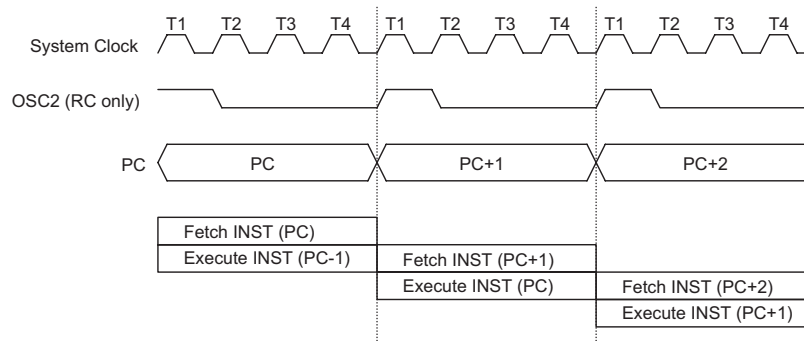 T1 T2 T3 T4 T1 T2 T3 T4 T1 T2 T3 T4
System Clock
OSC2 (RC only)
PC PC PC+1 PC+2
Fetch INST (PC)
Execute INST (PC-1) Fetch INST (PC+1)
Execute INST (PC) Fetch INST (PC+2)
Execute INST (PC+1)